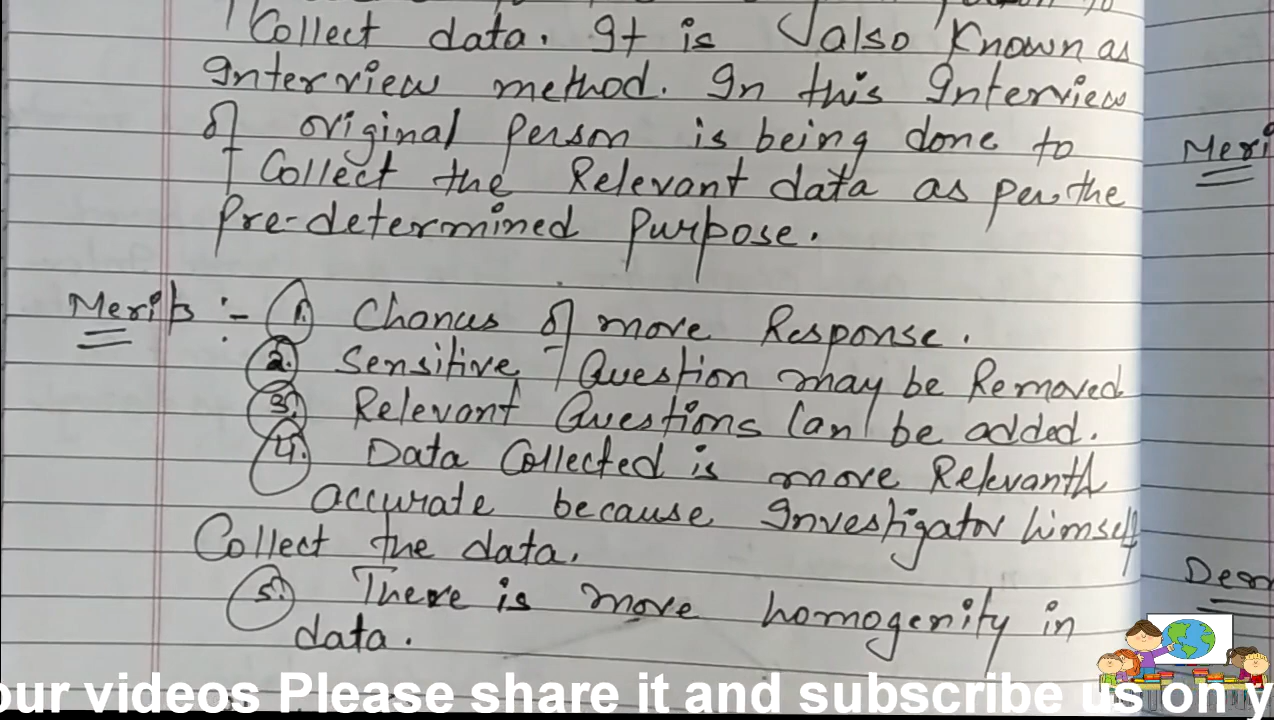 Collect data. It is also Known as
Interview method. In this Interview
of original Person is being done to
Collect the Relevant data as per the
Pre-determined Purpose.
Merits :- 1. Chances of more Response.
2. Sensitive Question may be Removed
3. Relevant Questions Can be added.
4. Data Collected is more Relevant &
accurate because Investigator himself
Collect the data.
5. There is more homogenity in
data.
Meri
Dem
our videos Please share it and subscribe us on y